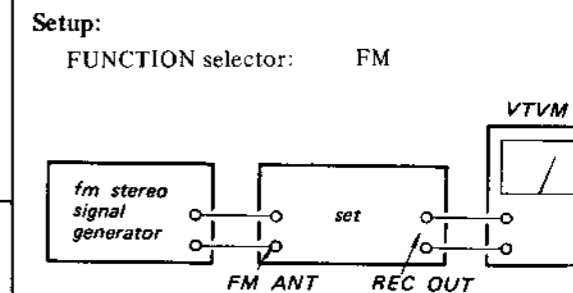 Setup:
FUNCTION selector: FM
VTVM
fm stereo
signal
generator
set
FM ANT
REC OUT